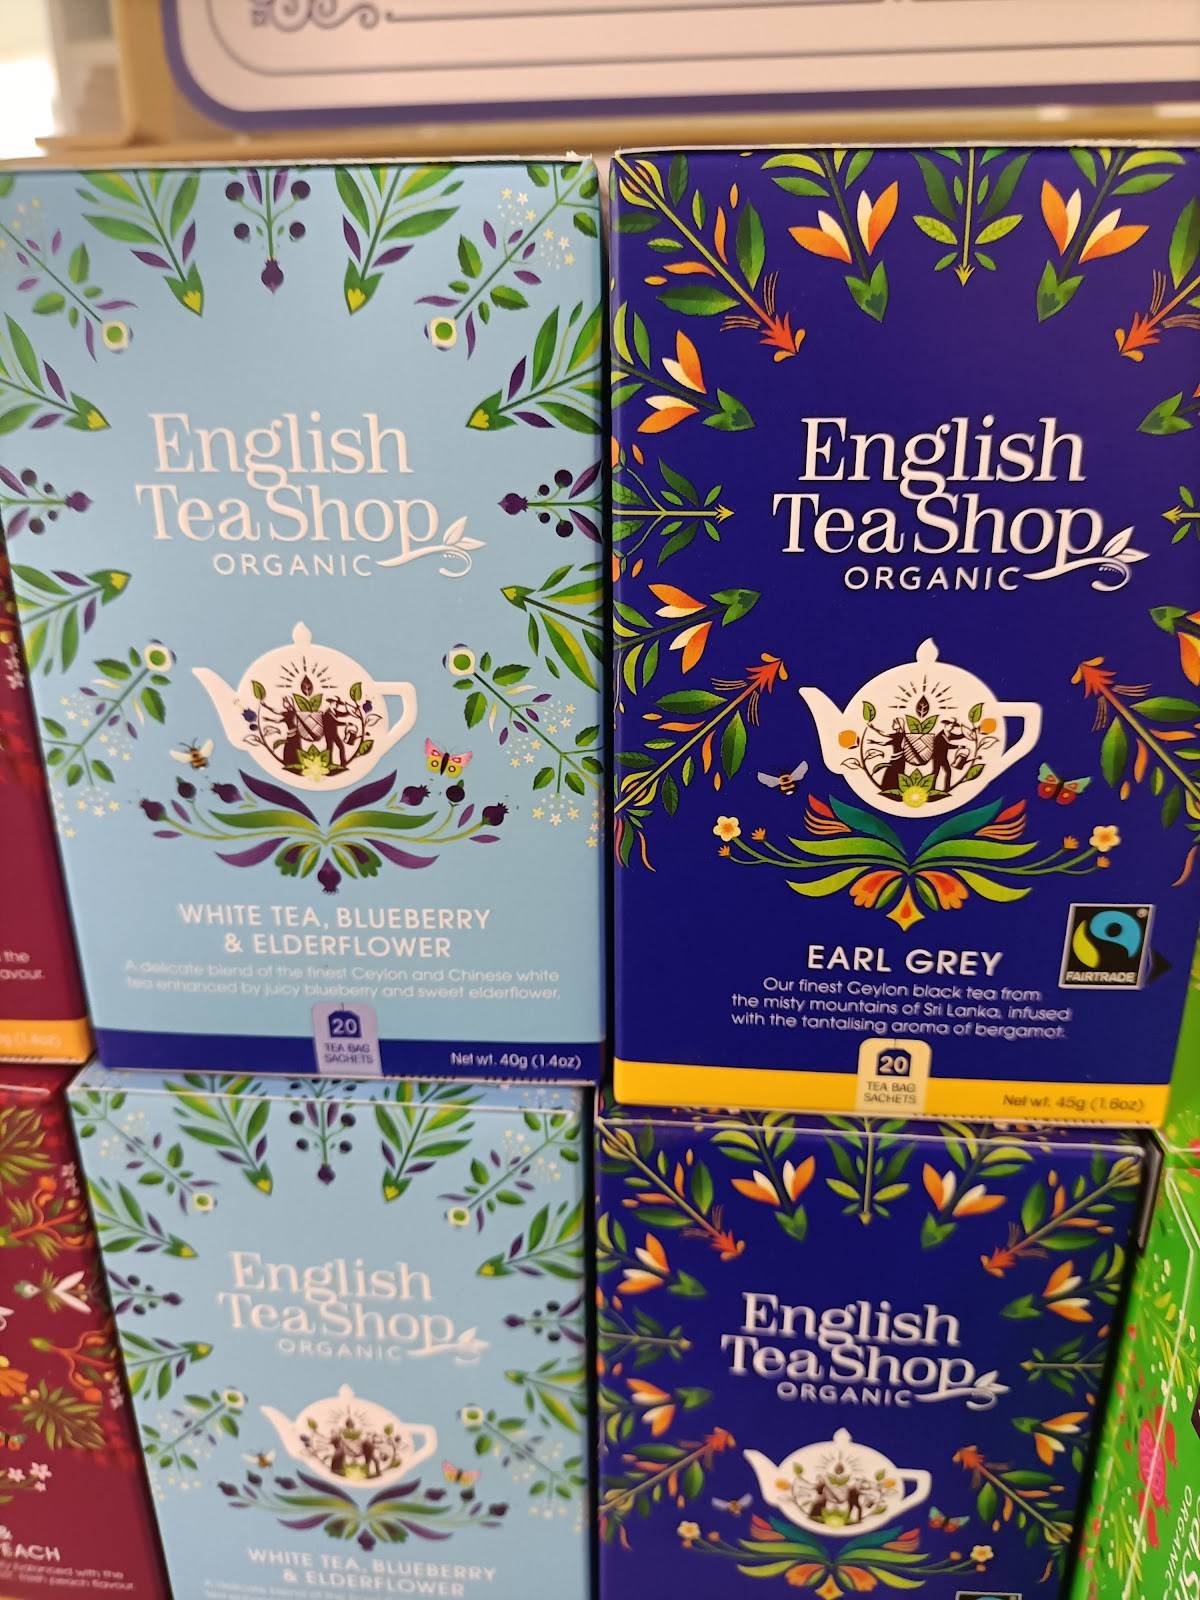 English
Tea Shop
ORGANIC
WHITE TEA, BLUEBERRY
& ELDERFLOWER
A delicate blend of the finest Ceylon and Chinese white
tea enhanced by juicy blueberry and sweet elderflower.
20
TEA BAG
SACHETS
Net wt. 40g (1.4oz)
English
Tea Shop
ORGANIC
EARL GREY
Our finest Ceylon black tea from
the misty mountains of Sri Lanka, infused
with the tantalising aroma of bergamot.
FAIRTRADE
20
TEA BAG
SACHETS
Net wt. 45g (1.6oz)
the
avour.
English
Tea Shop
ORGANIC
WHITE TEA, BLUEBERRY
& ELDERFLOWER
English
Tea Shop
ORGANIC
&
EACH